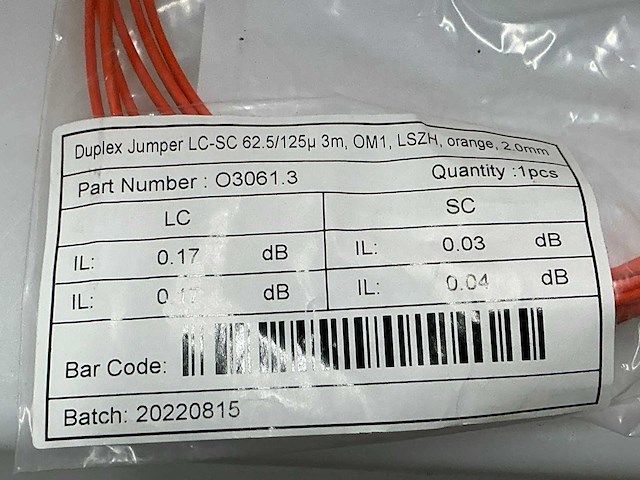 Duplex Jumper LC-SC 62.5/125µ 3m, OM1, LSZH, orange, 2.0mm
Part Number : O3061.3 Quantity :1pcs
LC SC
IL: 0.17 dB IL: 0.03 dB
IL: dB IL: 0.04 dB
Bar Code:
Batch: 20220815